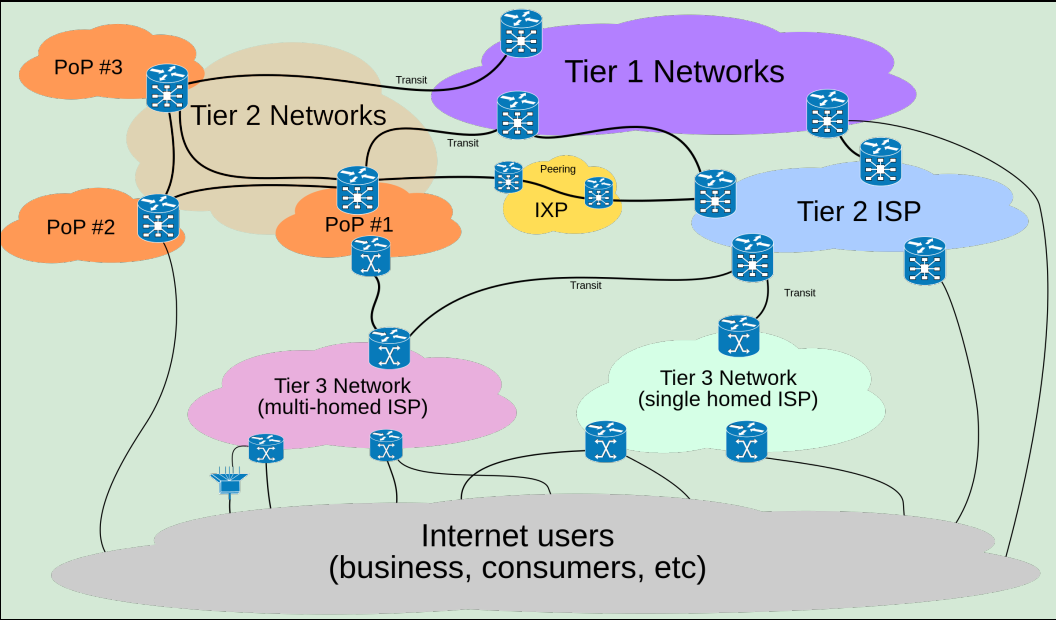 PoP #3
Tier 2 Networks
Transit
Tier 1 Networks
Transit
Peering
IXP
PoP #2
PoP #1
Tier 2 ISP
Transit
Transit
Tier 3 Network
(multi-homed ISP)
Tier 3 Network
(single homed ISP)
Internet users
(business, consumers, etc)